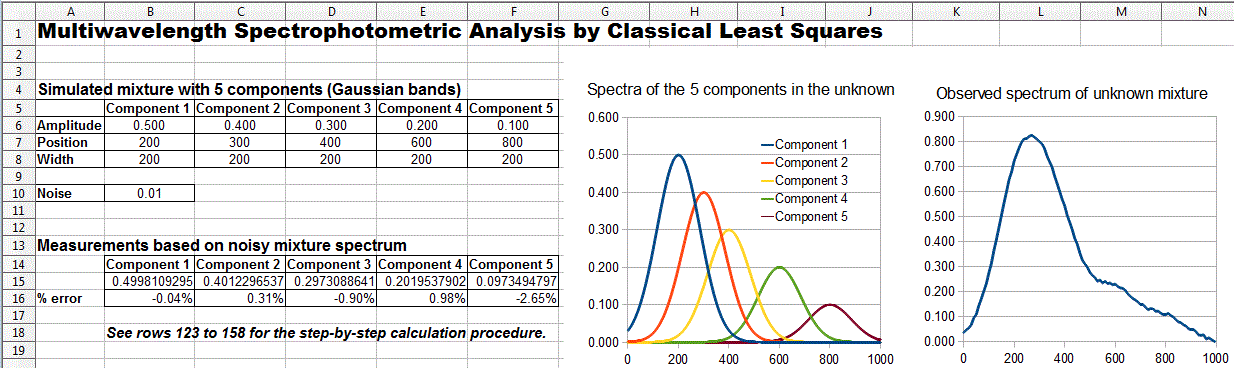 A B C D E F G H I J K L M N
1 Multiwavelength Spectrophotometric Analysis by Classical Least Squares
2
3
4 Simulated mixture with 5 components (Gaussian bands)
5 Component 1 Component 2 Component 3 Component 4 Component 5
6 Amplitude 0.500 0.400 0.300 0.200 0.100
7 Position 200 300 400 600 800
8 Width 200 200 200 200 200
9
10 Noise 0.01
11
12
13 Measurements based on noisy mixture spectrum
14 Component 1 Component 2 Component 3 Component 4 Component 5
15 0.4998109295 0.4012296537 0.2973088641 0.2019537902 0.0973494797
16 % error -0.04% 0.31% -0.90% 0.98% -2.65%
17
18 See rows 123 to 158 for the step-by-step calculation procedure.
19
Spectra of the 5 components in the unknown
0.600
0.500
0.400
0.300
0.200
0.100
0.000
0 200 400 600 800 1000
Component 1
Component 2
Component 3
Component 4
Component 5
Observed spectrum of unknown mixture
0.900
0.800
0.700
0.600
0.500
0.400
0.300
0.200
0.100
0.000
0 200 400 600 800 1000